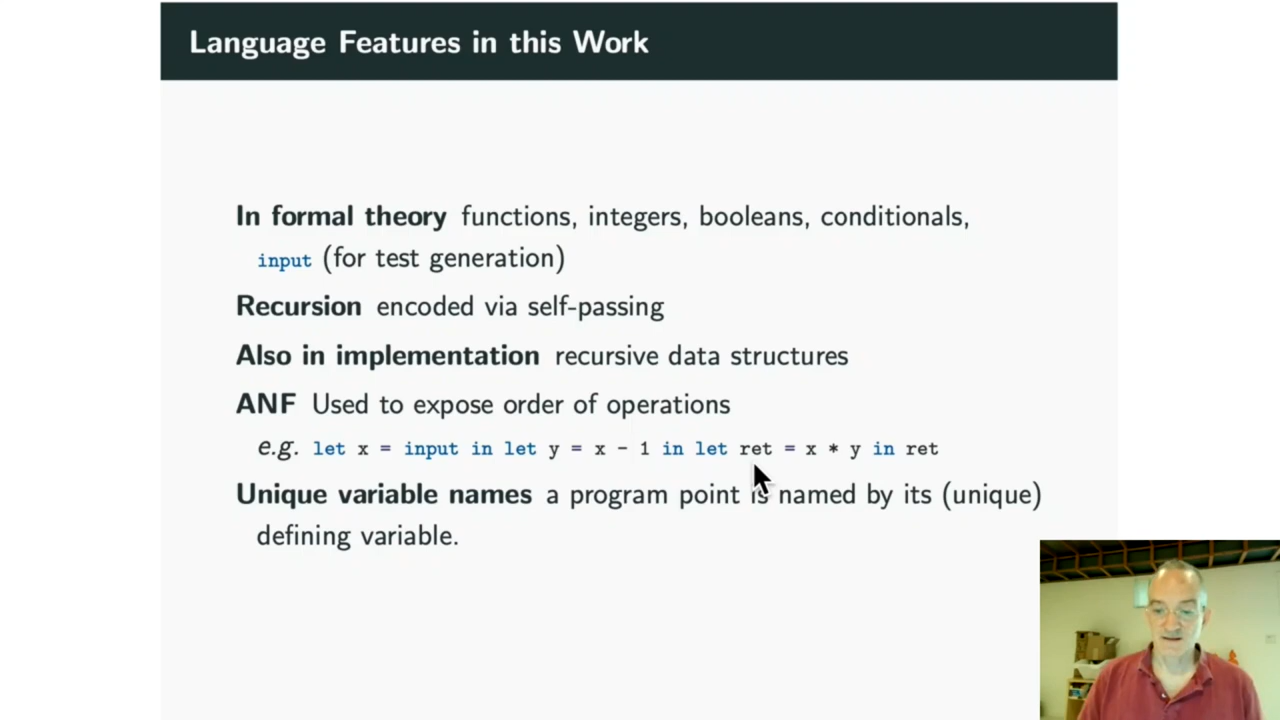 Language Features in this Work
In formal theory functions, integers, booleans, conditionals,
input (for test generation)
Recursion encoded via self-passing
Also in implementation recursive data structures
ANF Used to expose order of operations
e.g. let x = input in let y = x - 1 in let ret = x * y in ret
Unique variable names a program point is named by its (unique)
defining variable.